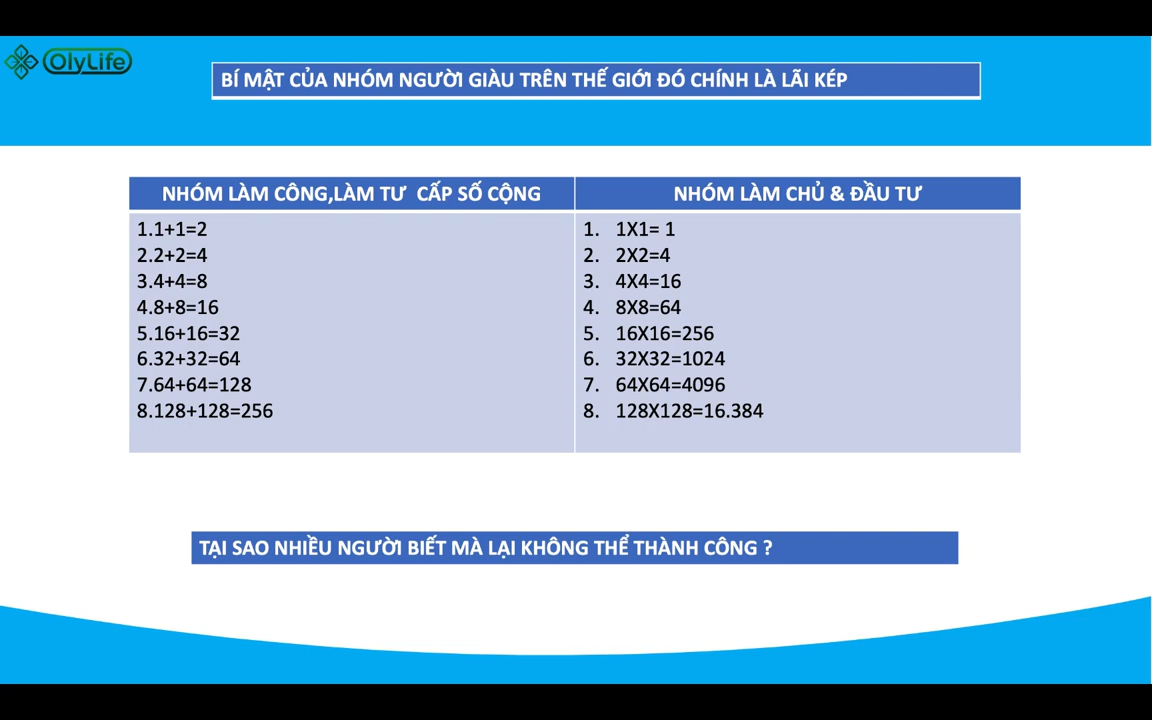 OlyLife
BÍ MẬT CỦA NHÓM NGƯỜI GIÀU TRÊN THẾ GIỚI ĐÓ CHÍNH LÀ LÃI KÉP
NHÓM LÀM CÔNG,LÀM TƯ CẤP SỐ CỘNG
1.1+1=2
2.2+2=4
3.4+4=8
4.8+8=16
5.16+16=32
6.32+32=64
7.64+64=128
8.128+128=256
NHÓM LÀM CHỦ & ĐẦU TƯ
1. 1X1= 1
2. 2X2=4
3. 4X4=16
4. 8X8=64
5. 16X16=256
6. 32X32=1024
7. 64X64=4096
8. 128X128=16.384
TẠI SAO NHIỀU NGƯỜI BIẾT MÀ LẠI KHÔNG THỂ THÀNH CÔNG ?